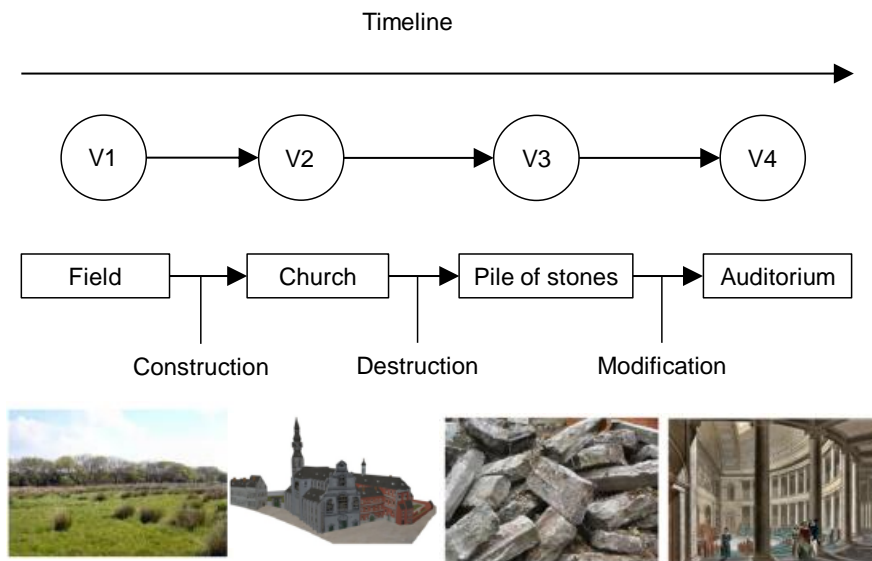 Timeline
V1 V2 V3 V4
Field Church Pile of stones Auditorium
Construction Destruction Modification